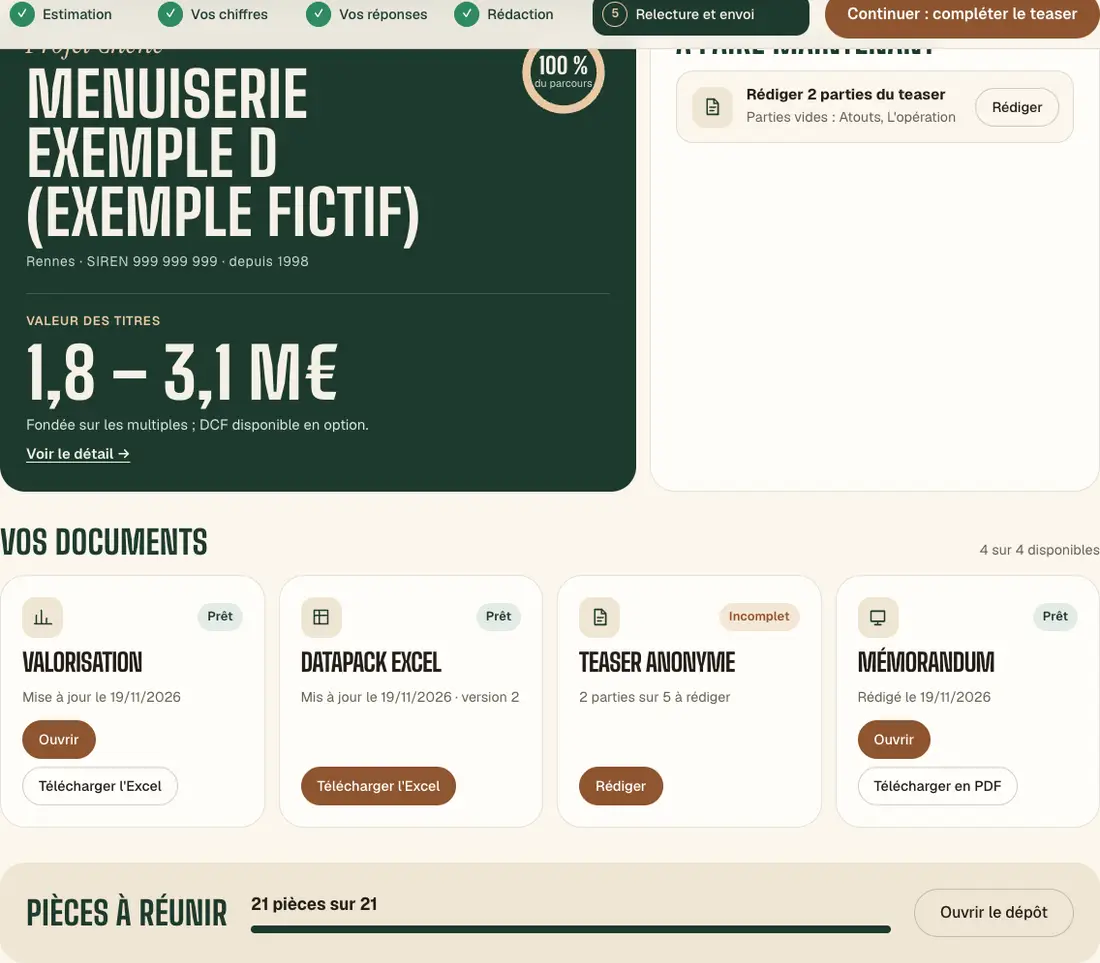 Estimation
Vos chiffres
Vos réponses
Rédaction
5 Relecture et envoi
Continuer : compléter le teaser
MENUISERIE
EXEMPLE D
(EXEMPLE FICTIF)
Rennes · SIREN 999 999 999 · depuis 1998
100 %
du parcours
VALEUR DES TITRES
1,8 – 3,1 M€
Fondée sur les multiples ; DCF disponible en option.
Voir le détail →
À FAIRE MAINTENANT
Rédiger 2 parties du teaser
Parties vides : Atouts, L'opération
Rédiger
VOS DOCUMENTS
4 sur 4 disponibles
Prêt
VALORISATION
Mise à jour le 19/11/2026
Ouvrir
Télécharger l'Excel
Prêt
DATAPACK EXCEL
Mis à jour le 19/11/2026 · version 2
Télécharger l'Excel
Incomplet
TEASER ANONYME
2 parties sur 5 à rédiger
Rédiger
Prêt
MÉMORANDUM
Rédigé le 19/11/2026
Ouvrir
Télécharger en PDF
PIÈCES À RÉUNIR
21 pièces sur 21
Ouvrir le dépôt